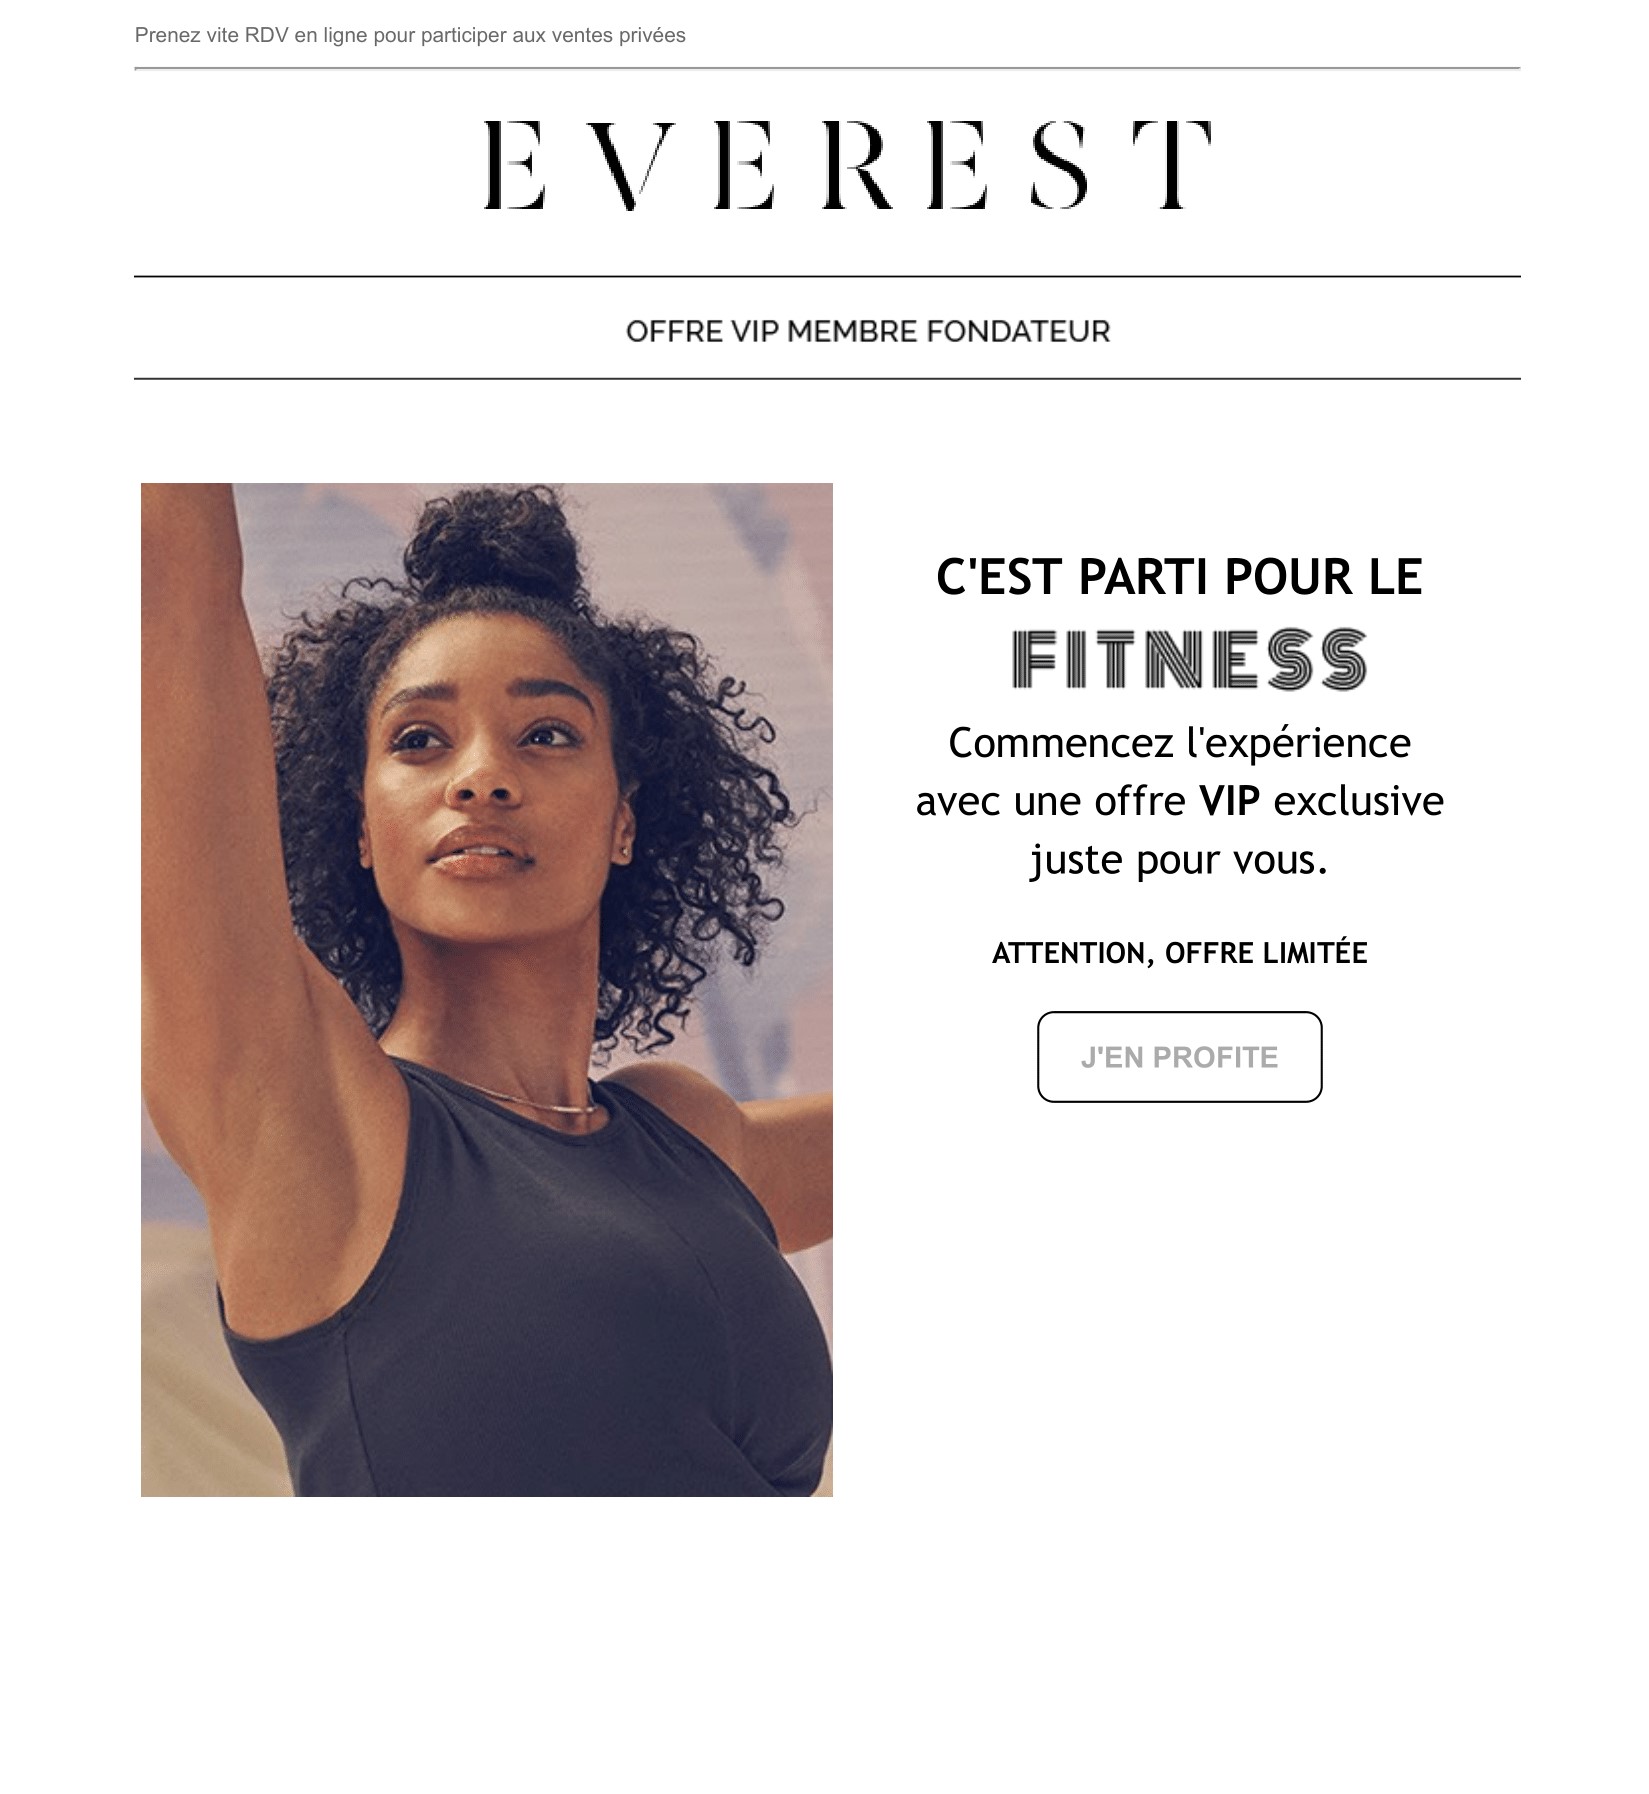 Prenez vite RDV en ligne pour participer aux ventes privées
EVEREST
OFFRE VIP MEMBRE FONDATEUR
C'EST PARTI POUR LE
FITNESS
Commencez l'expérience
avec une offre VIP exclusive
juste pour vous.
ATTENTION, OFFRE LIMITÉE
J'EN PROFITE